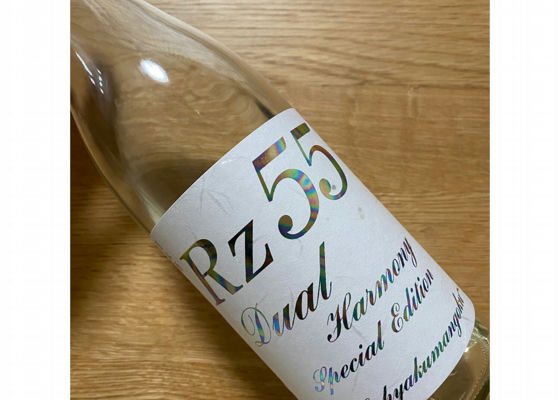 Rz55
Dual
Harmony
Special Edition